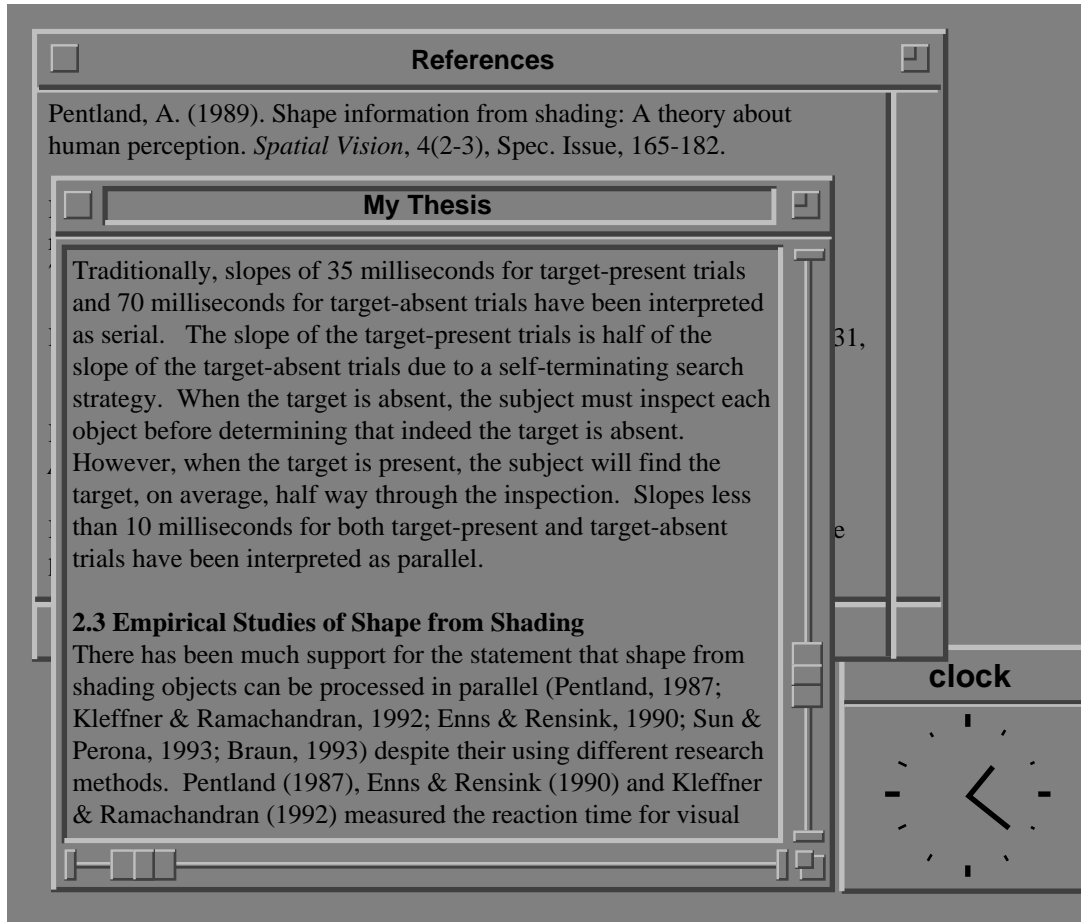 References
Pentland, A. (1989). Shape information from shading: A theory about
human perception. Spatial Vision, 4(2-3), Spec. Issue, 165-182.
31,
My Thesis
Traditionally, slopes of 35 milliseconds for target-present trials
and 70 milliseconds for target-absent trials have been interpreted
as serial.   The slope of the target-present trials is half of the
slope of the target-absent trials due to a self-terminating search
strategy.  When the target is absent, the subject must inspect each
object before determining that indeed the target is absent.
However, when the target is present, the subject will find the
target, on average, half way through the inspection.  Slopes less
than 10 milliseconds for both target-present and target-absent
trials have been interpreted as parallel.
2.3 Empirical Studies of Shape from Shading
There has been much support for the statement that shape from
shading objects can be processed in parallel (Pentland, 1987;
Kleffner & Ramachandran, 1992; Enns & Rensink, 1990; Sun &
Perona, 1993; Braun, 1993) despite their using different research
methods.  Pentland (1987), Enns & Rensink (1990) and Kleffner
& Ramachandran (1992) measured the reaction time for visual
clock